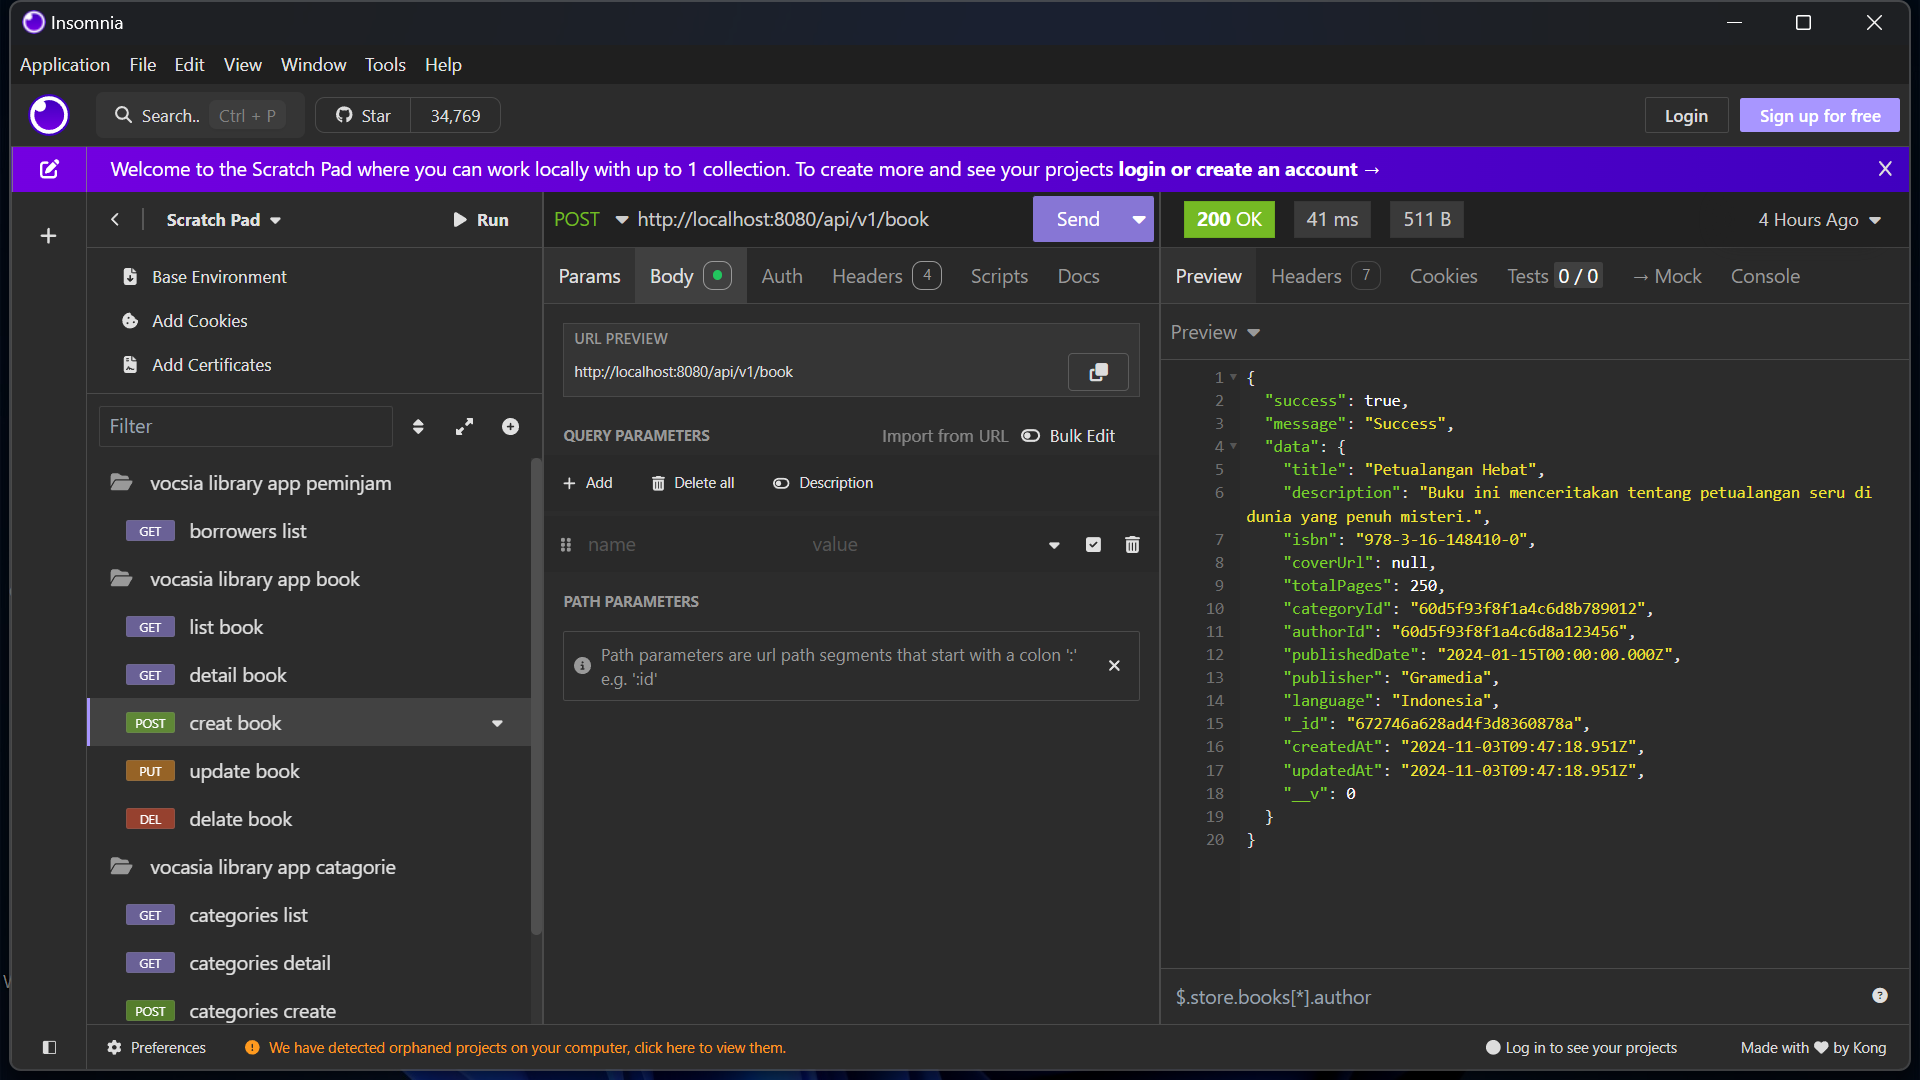 Insomnia
Application File Edit View Window Tools Help
Search.. Ctrl + P Star 34,769 Login Sign up for free
Welcome to the Scratch Pad where you can work locally with up to 1 collection. To create more and see your projects login or create an account →
Scratch Pad Run
Base Environment
Add Cookies
Add Certificates
Filter
vocsia library app peminjam
GET borrowers list
vocasia library app book
GET list book
GET detail book
POST creat book
PUT update book
DEL delate book
vocasia library app catagorie
GET categories list
GET categories detail
POST categories create
POST http://localhost:8080/api/v1/book Send
Params Body Auth Headers 4 Scripts Docs
URL PREVIEW
http://localhost:8080/api/v1/book
QUERY PARAMETERS Import from URL Bulk Edit
+ Add Delete all Description
name value
PATH PARAMETERS
Path parameters are url path segments that start with a colon ':'
e.g. ':id'
200 OK 41 ms 511 B 4 Hours Ago
Preview Headers 7 Cookies Tests 0 / 0 → Mock Console
Preview
1 {
2 "success": true,
3 "message": "Success",
4 "data": {
5 "title": "Petualangan Hebat",
6 "description": "Buku ini menceritakan tentang petualangan seru di
dunia yang penuh misteri.",
7 "isbn": "978-3-16-148410-0",
8 "coverUrl": null,
9 "totalPages": 250,
10 "categoryId": "60d5f93f8f1a4c6d8b789012",
11 "authorId": "60d5f93f8f1a4c6d8a123456",
12 "publishedDate": "2024-01-15T00:00:00.000Z",
13 "publisher": "Gramedia",
14 "language": "Indonesia",
15 "_id": "672746a628ad4f3d8360878a",
16 "createdAt": "2024-11-03T09:47:18.951Z",
17 "updatedAt": "2024-11-03T09:47:18.951Z",
18 "__v": 0
19 }
20 }
$.store.books[*].author
Preferences We have detected orphaned projects on your computer, click here to view them. Log in to see your projects Made with ♥ by Kong